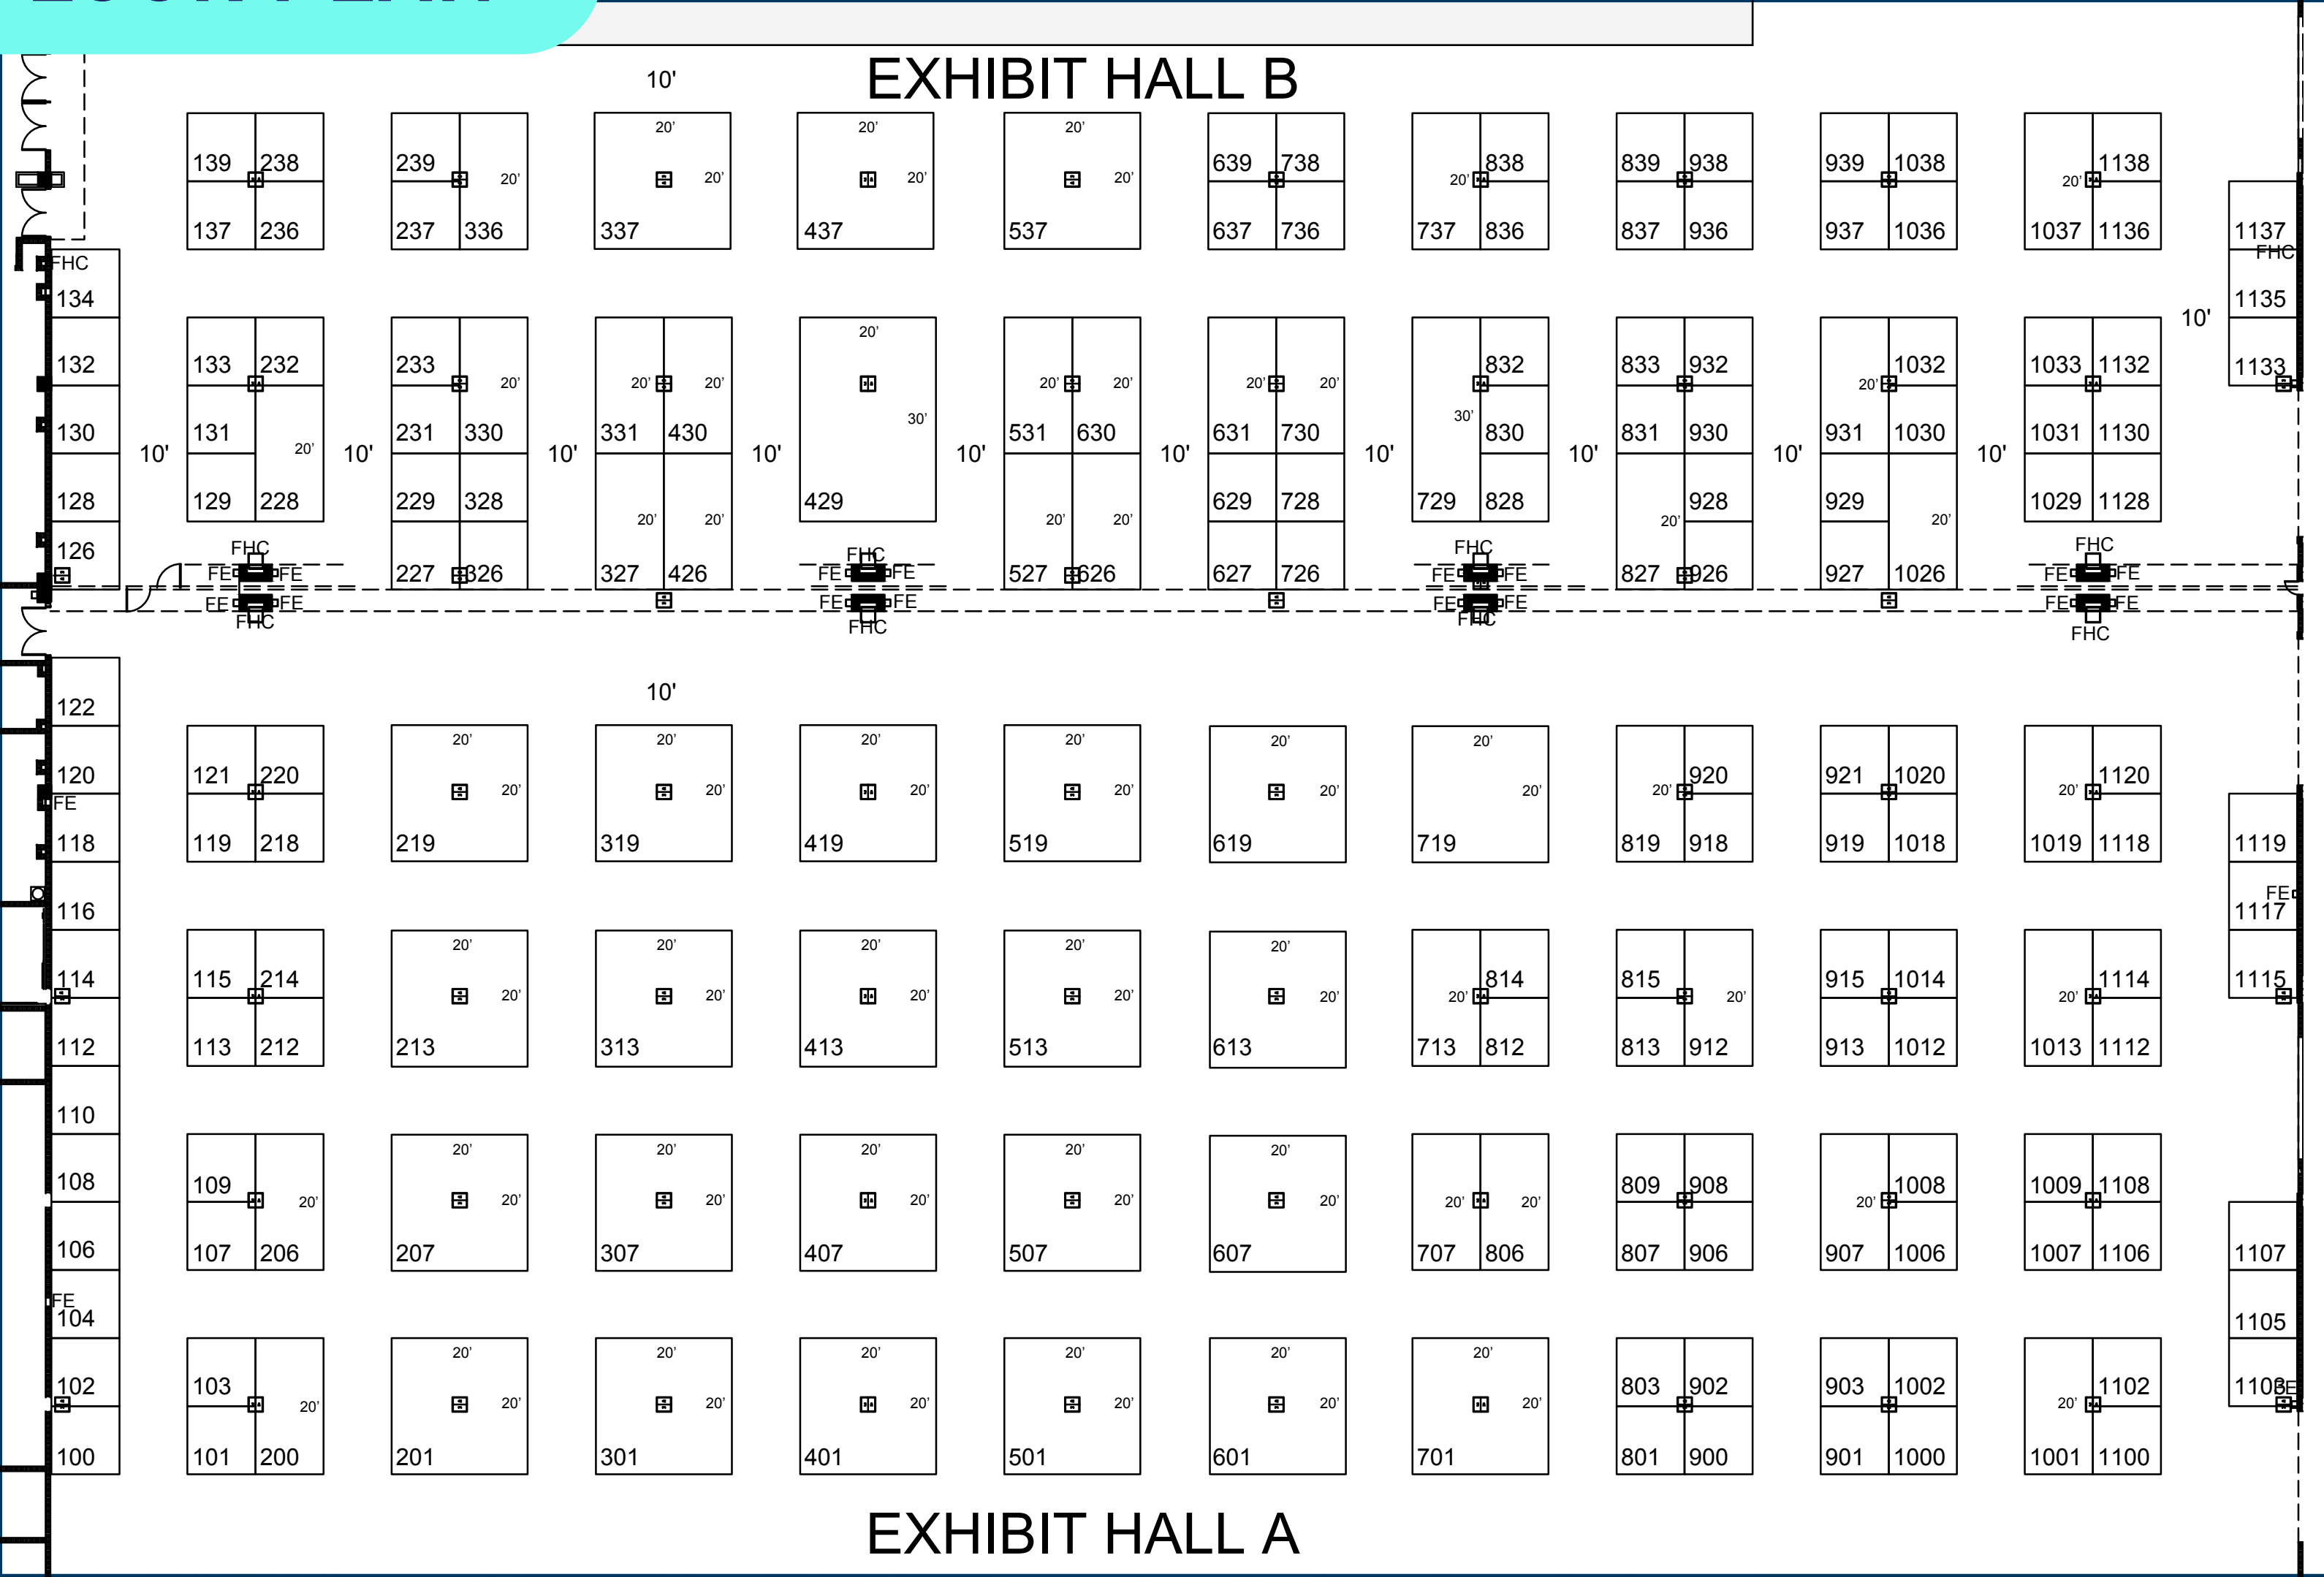 EXHIBIT HALL B
10'
20' 20' 20'
139 238 239 639 738 838 839 938 939 1038 1138
20' 20' 20' 20' 20' 20'
137 236 237 336 337 437 537 637 736 737 836 837 936 937 1036 1037 1136 1137
FHC FHC
134 1135
10'
20'
132 133 232 233 832 833 932 1032 1033 1132 1133
20' 20' 20' 20' 20' 20' 20' 20'
30' 30'
130 131 231 330 331 430 531 630 631 730 830 831 930 931 1030 1031 1130
10' 20' 10' 10' 10' 10' 10' 10' 10' 10' 10'
128 129 228 229 328 429 629 728 729 828 928 929 1029 1128
20' 20' 20' 20' 20' 20'
126 FHC FHC FHC FHC
FE FE 227 326 327 426 FE FE 527 626 627 726 FE FE 827 926 927 1026 FE FE
FE FE FE FE FE FE FE FE
FHC FHC FHC FHC
10'
122
20' 20' 20' 20' 20' 20'
120 121 220 920 921 1020 1120
20' 20' 20' 20' 20' 20' 20' 20'
FE
118 119 218 219 319 419 519 619 719 819 918 919 1018 1019 1118 1119
FE
116 1117
20' 20' 20' 20' 20'
114 115 214 814 815 915 1014 1114 1115
20' 20' 20' 20' 20' 20' 20' 20'
112 113 212 213 313 413 513 613 713 812 813 912 913 1012 1013 1112
110
20' 20' 20' 20' 20'
108 109 809 908 1008 1009 1108
20' 20' 20' 20' 20' 20' 20' 20' 20'
106 107 206 207 307 407 507 607 707 806 807 906 907 1006 1007 1106 1107
FE
104 1105
20' 20' 20' 20' 20' 20'
102 103 803 902 903 1002 1102 1103 FE
20' 20' 20' 20' 20' 20' 20' 20'
100 101 200 201 301 401 501 601 701 801 900 901 1000 1001 1100
EXHIBIT HALL A